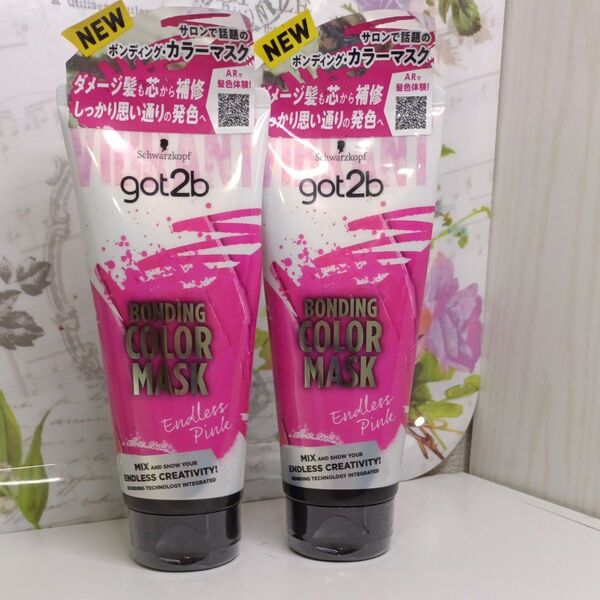 NEW
サロンで話題の
ボンディング・カラーマスク
ダメージ髪も芯から補修
しっかり思い通りの発色へ
ARで
髪色体験!
Schwarzkopf
got2b
BONDING
COLOR
MASK
Endless
Pink
MIX AND SHOW YOUR
ENDLESS CREATIVITY!
BONDING TECHNOLOGY INTEGRATED
NEW
サロンで話題の
ボンディング・カラーマスク
ダメージ髪も芯から補修
しっかり思い通りの発色へ
ARで
髪色体験!
Schwarzkopf
got2b
BONDING
COLOR
MASK
Endless
Pink
MIX AND SHOW YOUR
ENDLESS CREATIVITY!
BONDING TECHNOLOGY INTEGRATED